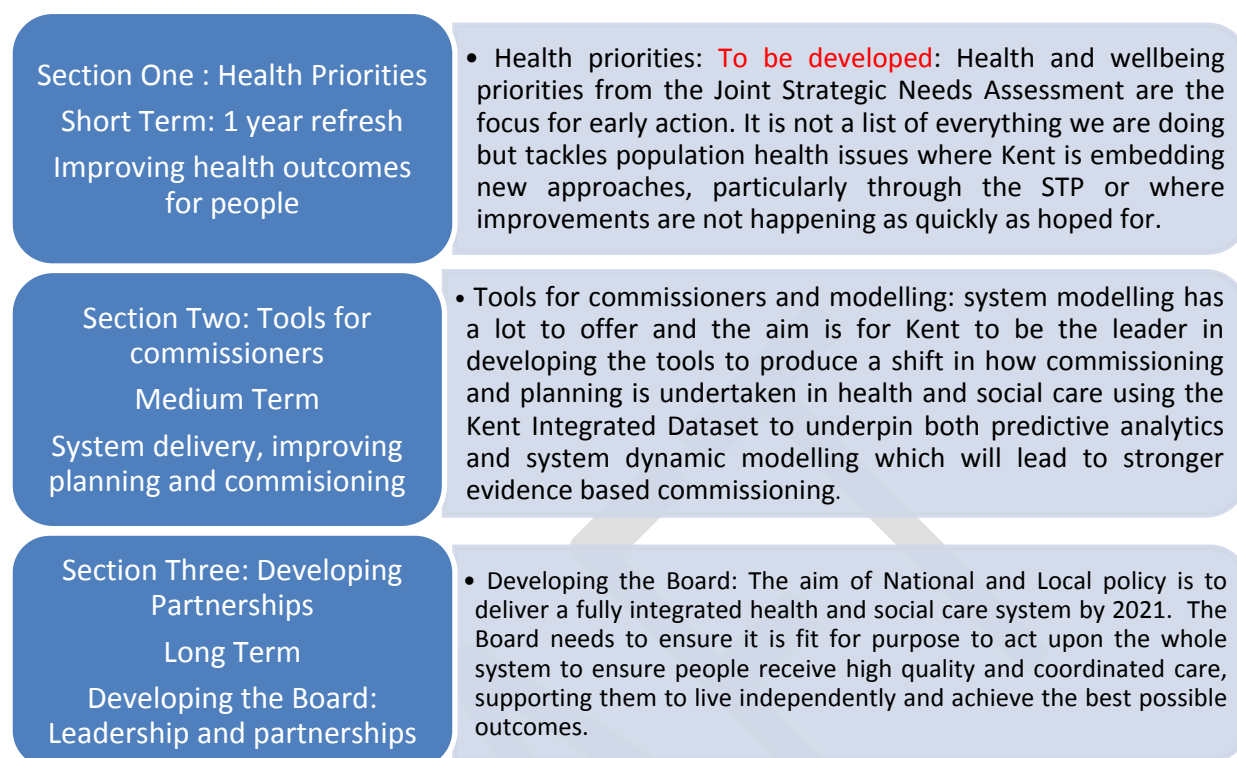 Section One : Health Priorities
Short Term: 1 year refresh
Improving health outcomes
for people
• Health priorities: To be developed: Health and wellbeing
priorities from the Joint Strategic Needs Assessment are the
focus for early action. It is not a list of everything we are doing
but tackles population health issues where Kent is embedding
new approaches, particularly through the STP or where
improvements are not happening as quickly as hoped for.
Section Two: Tools for
commissioners
Medium Term
System delivery, improving
planning and commisioning
• Tools for commissioners and modelling: system modelling has
a lot to offer and the aim is for Kent to be the leader in
developing the tools to produce a shift in how commissioning
and planning is undertaken in health and social care using the
Kent Integrated Dataset to underpin both predictive analytics
and system dynamic modelling which will lead to stronger
evidence based commissioning.
Section Three: Developing
Partnerships
Long Term
Developing the Board:
Leadership and partnerships
• Developing the Board: The aim of National and Local policy is to
deliver a fully integrated health and social care system by 2021. The
Board needs to ensure it is fit for purpose to act upon the whole
system to ensure people receive high quality and coordinated care,
supporting them to live independently and achieve the best possible
outcomes.